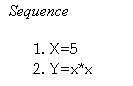 Sequence
1. X=5
2. Y=x*x